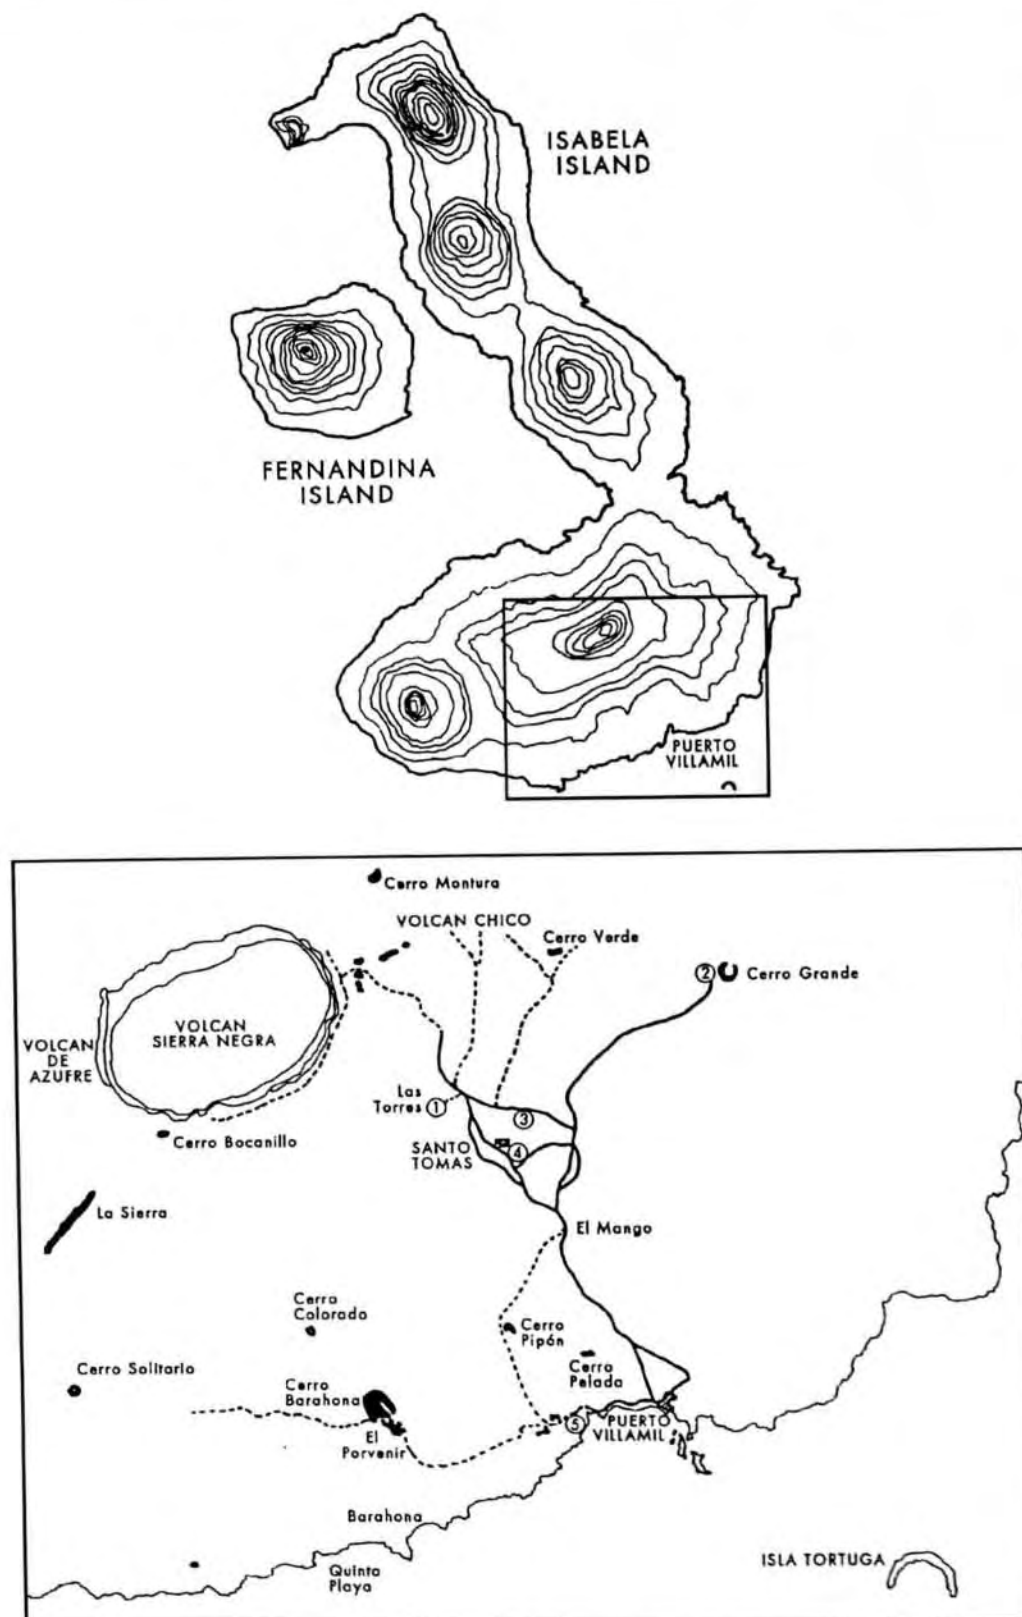 ISABELA
ISLAND
FERNANDINA
ISLAND
PUERTO
VILLAMIL
Cerro Montura
VOLCAN CHICO
Cerro Verde
2
Cerro Grande
VOLCAN
SIERRA NEGRA
VOLCAN
DE
AZUFRE
Las
Torres
1
3
Cerro Bocanillo
SANTO
TOMAS
4
La Sierra
El Mango
Cerro
Colorado
Cerro
Pipón
Cerro Solitario
Cerro
Barahona
Cerro
Pelada
El
Porvenir
5
PUERTO
VILLAMIL
Barahona
Quinta
Playa
ISLA TORTUGA